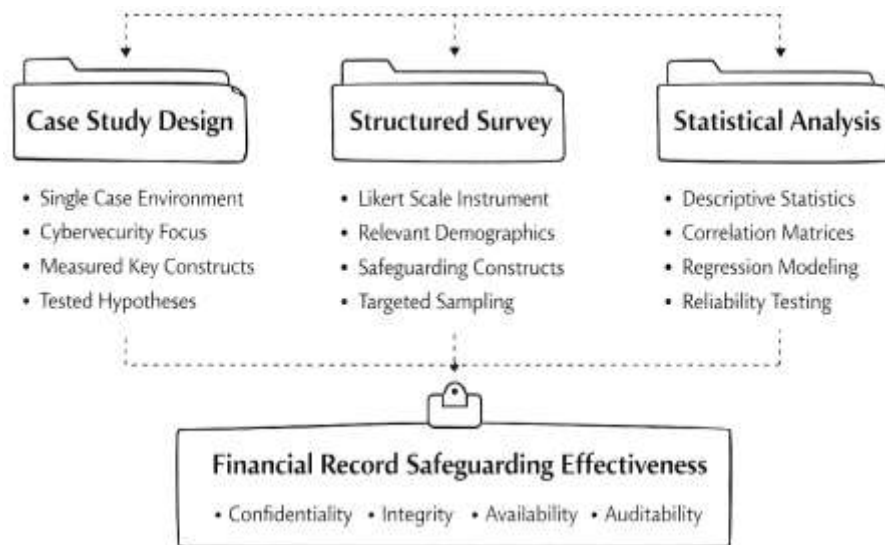 Case Study Design
• Single Case Environment
• Cybervecurity Focus
• Measured Key Constructs
• Tested Hypotheses
Structured Survey
• Likert Scale Instrument
• Relevant Demographics
• Safeguarding Constructs
• Targeted Sampling
Statistical Analysis
• Descriptive Statistics
• Correlation Matrices
• Regression Modeling
• Reliability Testing
Financial Record Safeguarding Effectiveness
• Confidentiality • Integrity • Availability • Auditability